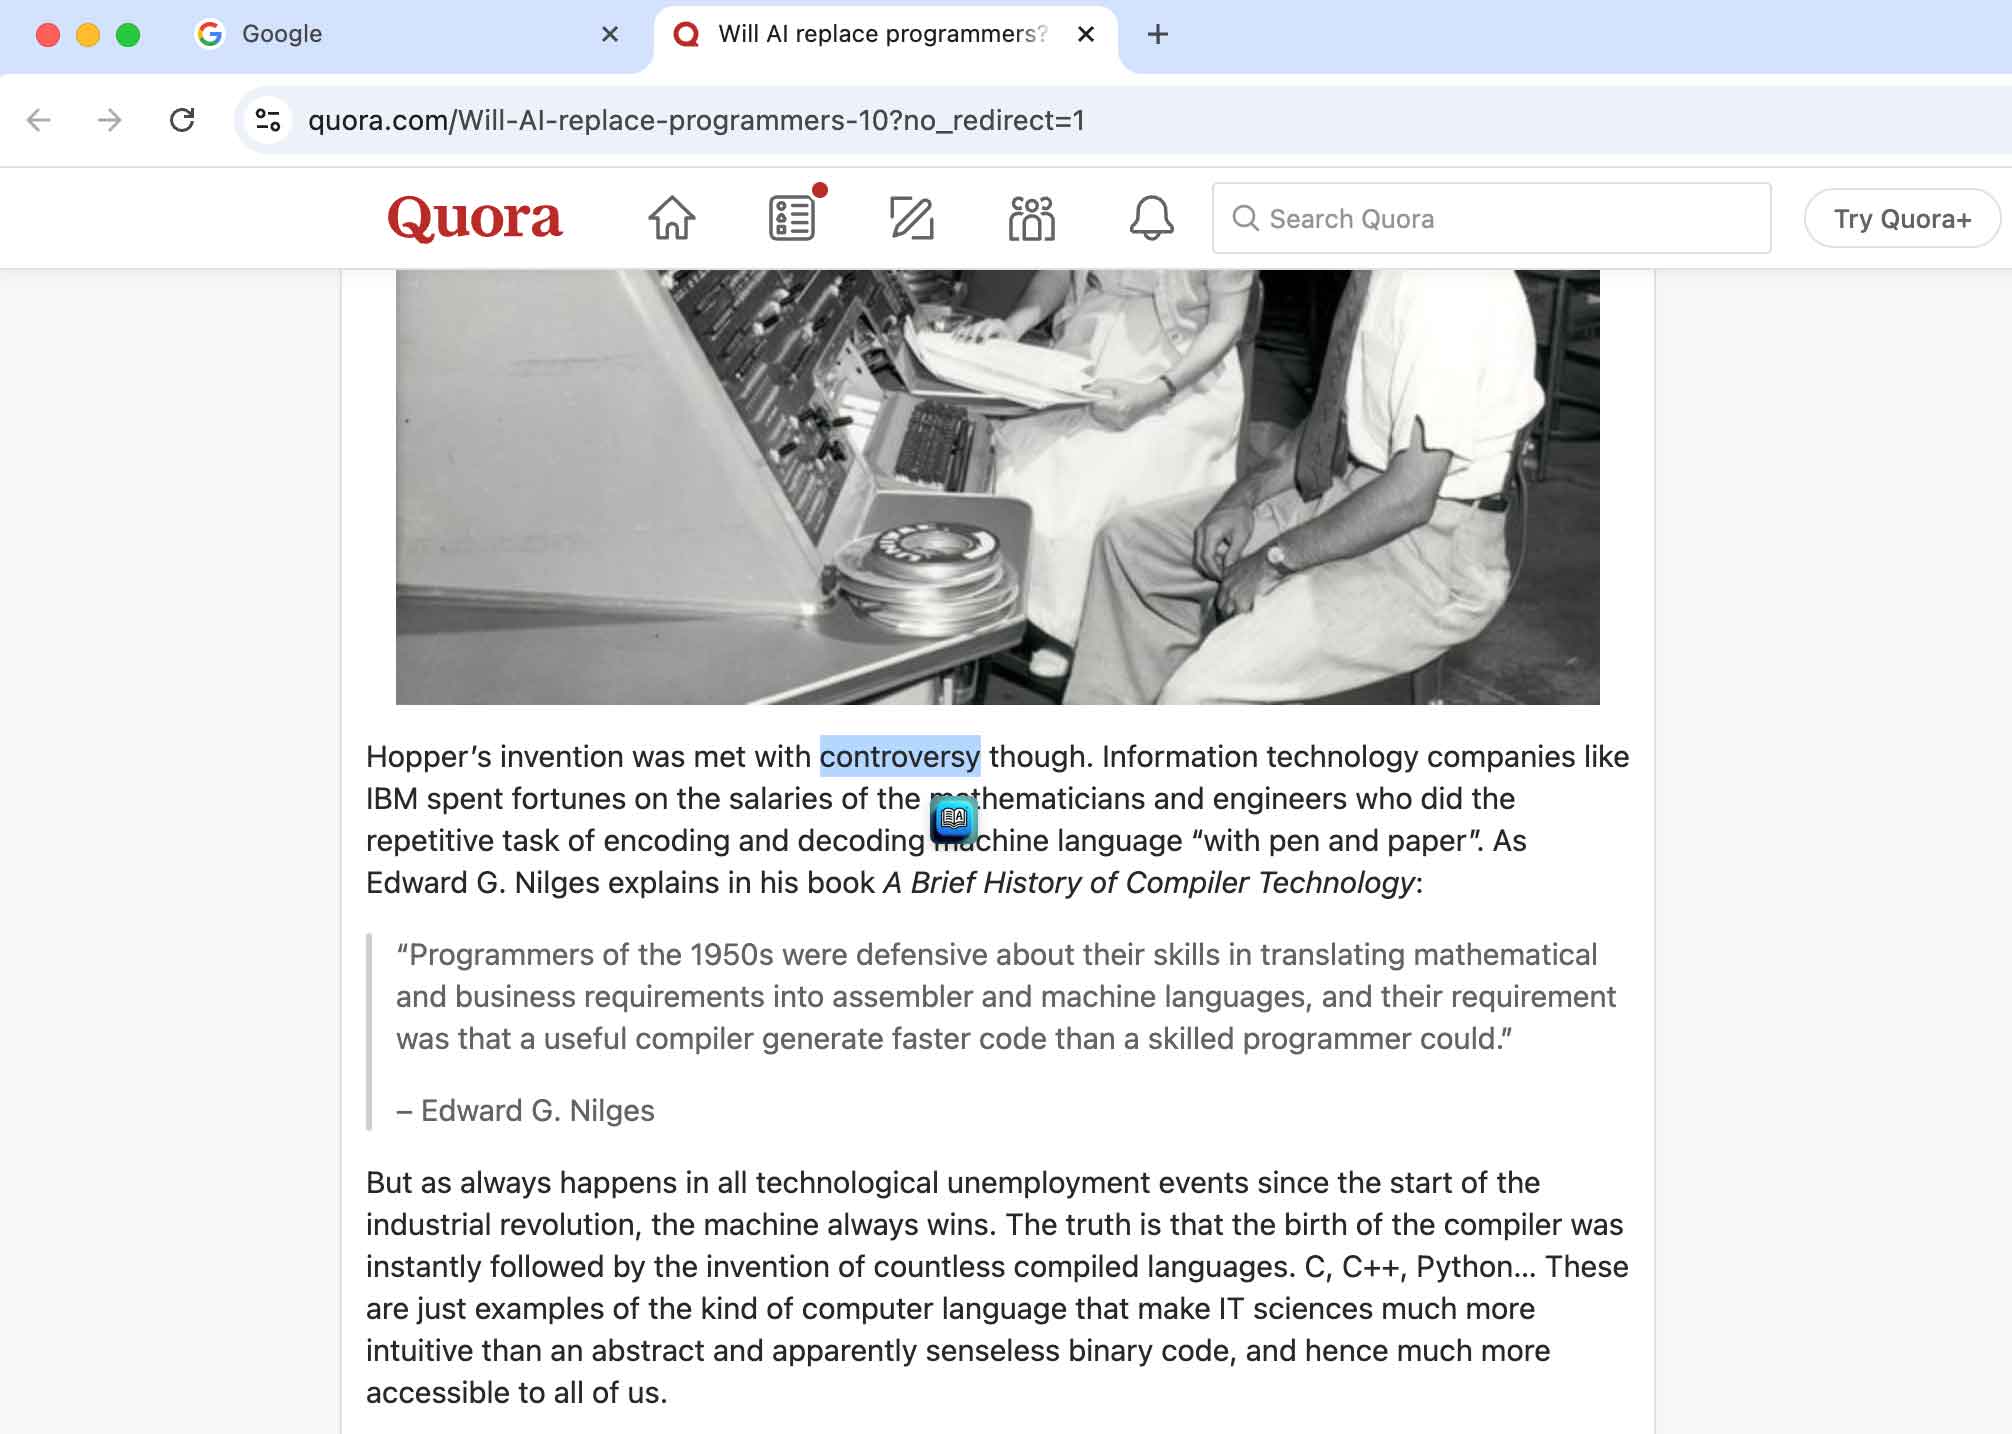 Google
Will AI replace programmers?
quora.com/Will-AI-replace-programmers-10?no_redirect=1
Quora
Search Quora
Try Quora+
Hopper’s invention was met with controversy though. Information technology companies like
IBM spent fortunes on the salaries of the mathematicians and engineers who did the
repetitive task of encoding and decoding machine language “with pen and paper”. As
Edward G. Nilges explains in his book A Brief History of Compiler Technology:
“Programmers of the 1950s were defensive about their skills in translating mathematical
and business requirements into assembler and machine languages, and their requirement
was that a useful compiler generate faster code than a skilled programmer could.”
– Edward G. Nilges
But as always happens in all technological unemployment events since the start of the
industrial revolution, the machine always wins. The truth is that the birth of the compiler was
instantly followed by the invention of countless compiled languages. C, C++, Python... These
are just examples of the kind of computer language that make IT sciences much more
intuitive than an abstract and apparently senseless binary code, and hence much more
accessible to all of us.